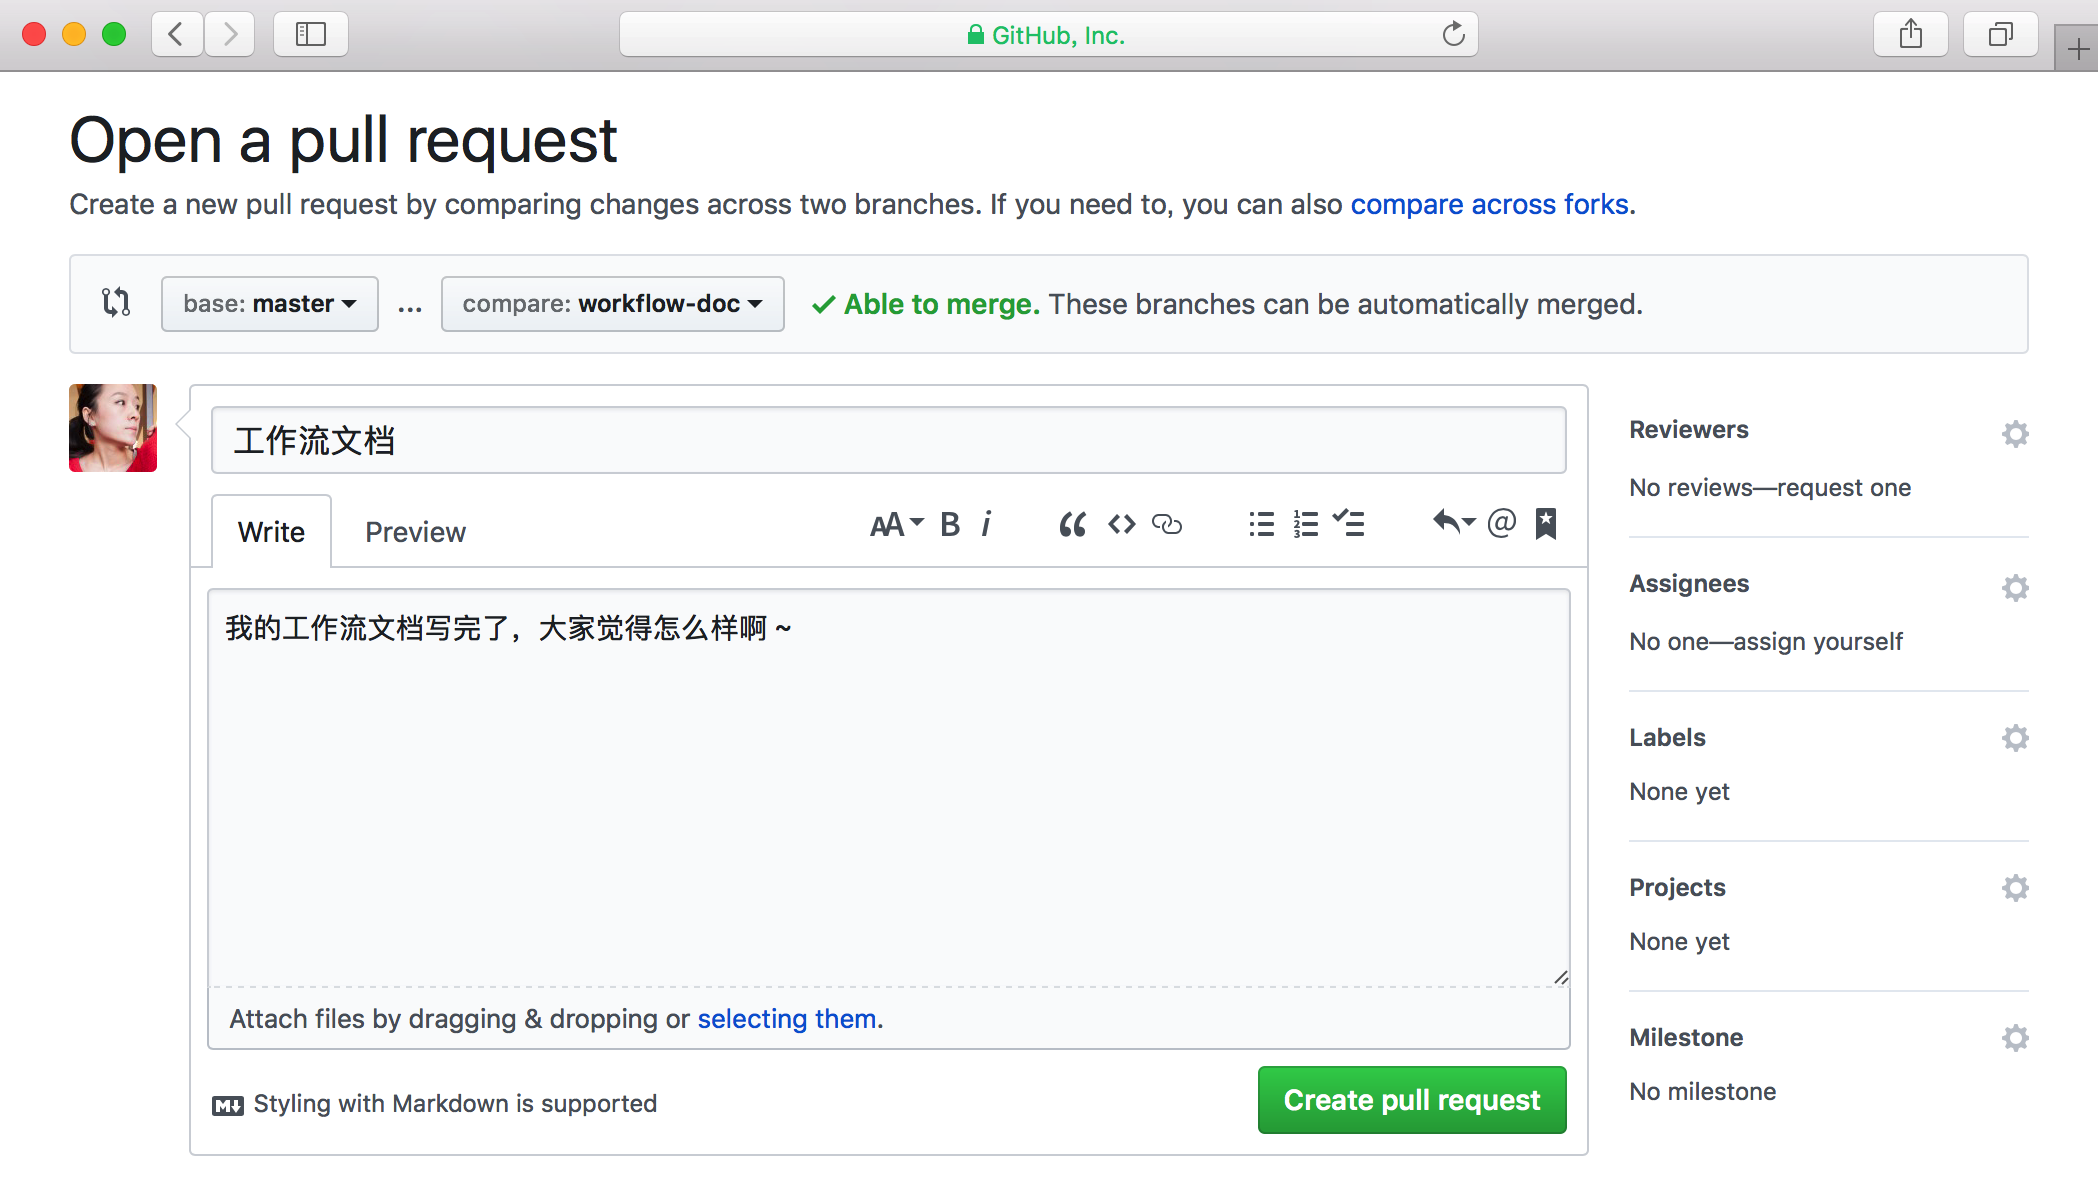 GitHub, Inc.
Open a pull request
Create a new pull request by comparing changes across two branches. If you need to, you can also compare across forks.
base: master ... compare: workflow-doc Able to merge. These branches can be automatically merged.
工作流文档
Write Preview AA B i
我的工作流文档写完了，大家觉得怎么样啊 ~
Attach files by dragging & dropping or selecting them.
Styling with Markdown is supported
Create pull request
Reviewers
No reviews—request one
Assignees
No one—assign yourself
Labels
None yet
Projects
None yet
Milestone
No milestone